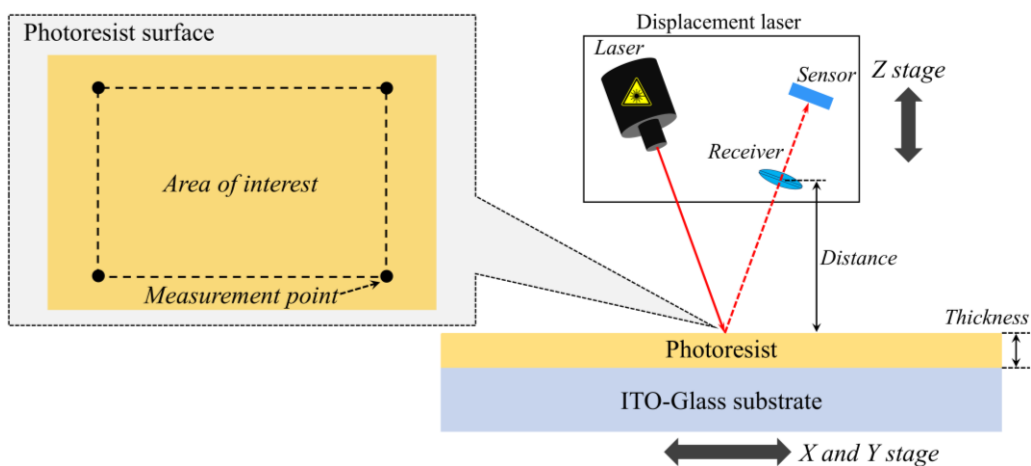 Photoresist surface
Area of interest
Measurement point
Displacement laser
Laser
Sensor
Z stage
Receiver
Distance
Thickness
Photoresist
ITO-Glass substrate
X and Y stage